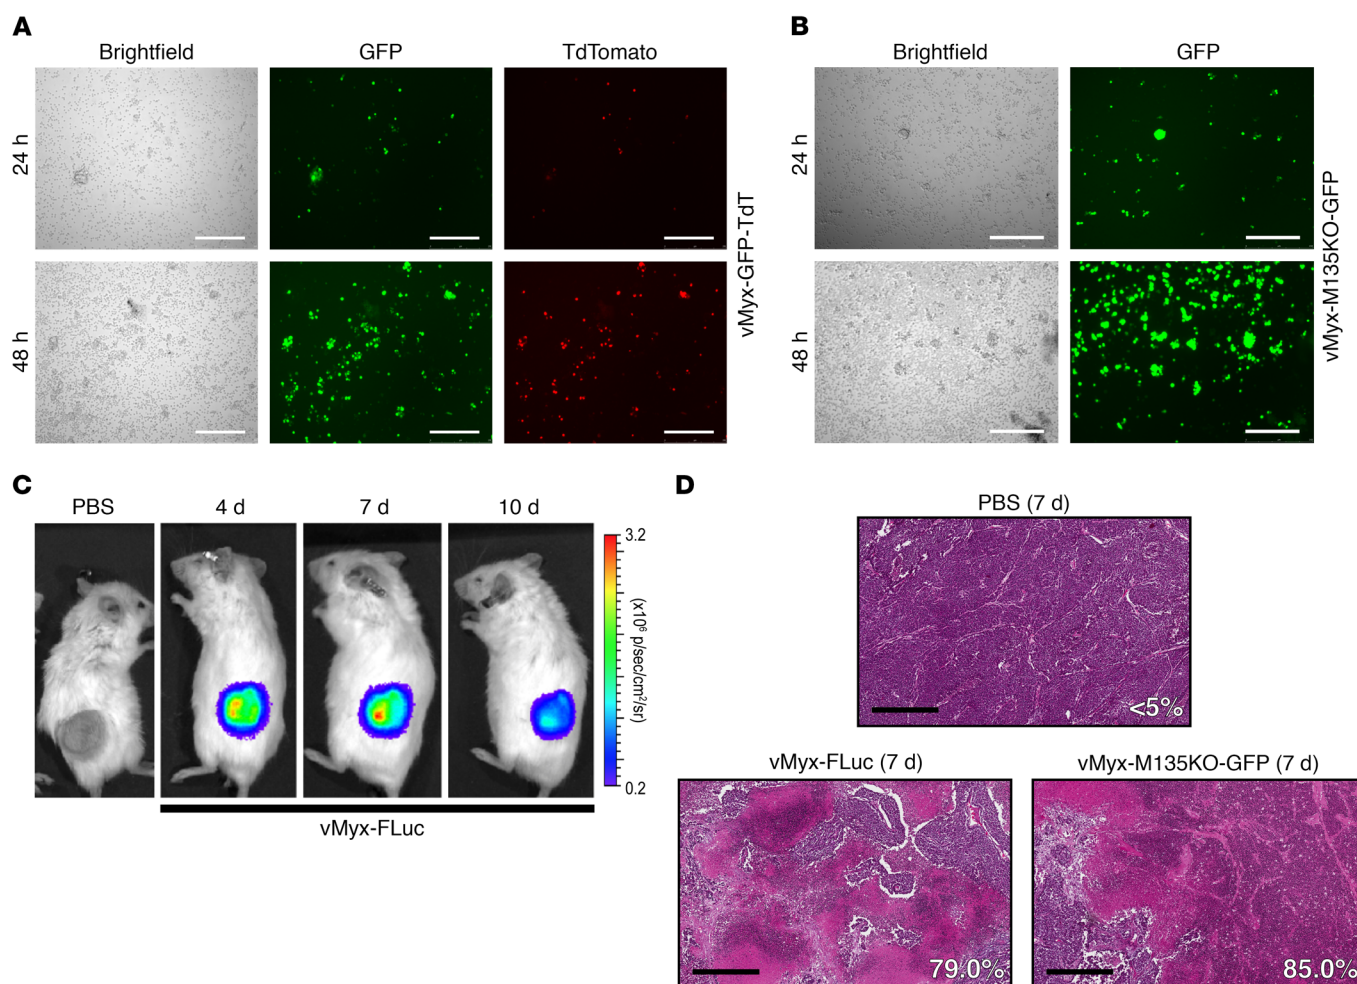 A
Brightfield
GFP
TdTomato
24 h
48 h
vMyx-GFP-TdT
B
Brightfield
GFP
24 h
48 h
vMyx-M135KO-GFP
C
PBS
4 d
7 d
10 d
3.2
(x10⁶ p/sec/cm²/sr)
0.2
vMyx-FLuc
D
PBS (7 d)
<5%
vMyx-FLuc (7 d)
79.0%
vMyx-M135KO-GFP (7 d)
85.0%